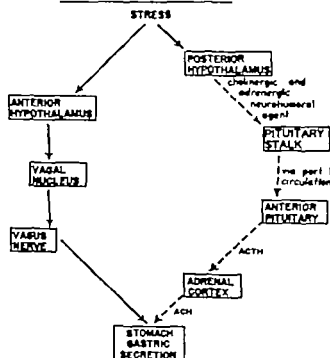 STRESS
POSTERIOR
HYPOTHALAMUS
cholinergic and
adrenergic
neurohumoral
agent
ANTERIOR
HYPOTHALAMUS
PITUITARY
STALK
VAGAL
NUCLEUS
circulation
ANTERIOR
PITUITARY
VAGUS
NERVE
ACTH
ADRENAL
CORTEX
ACH
STOMACH
GASTRIC
SECRETION